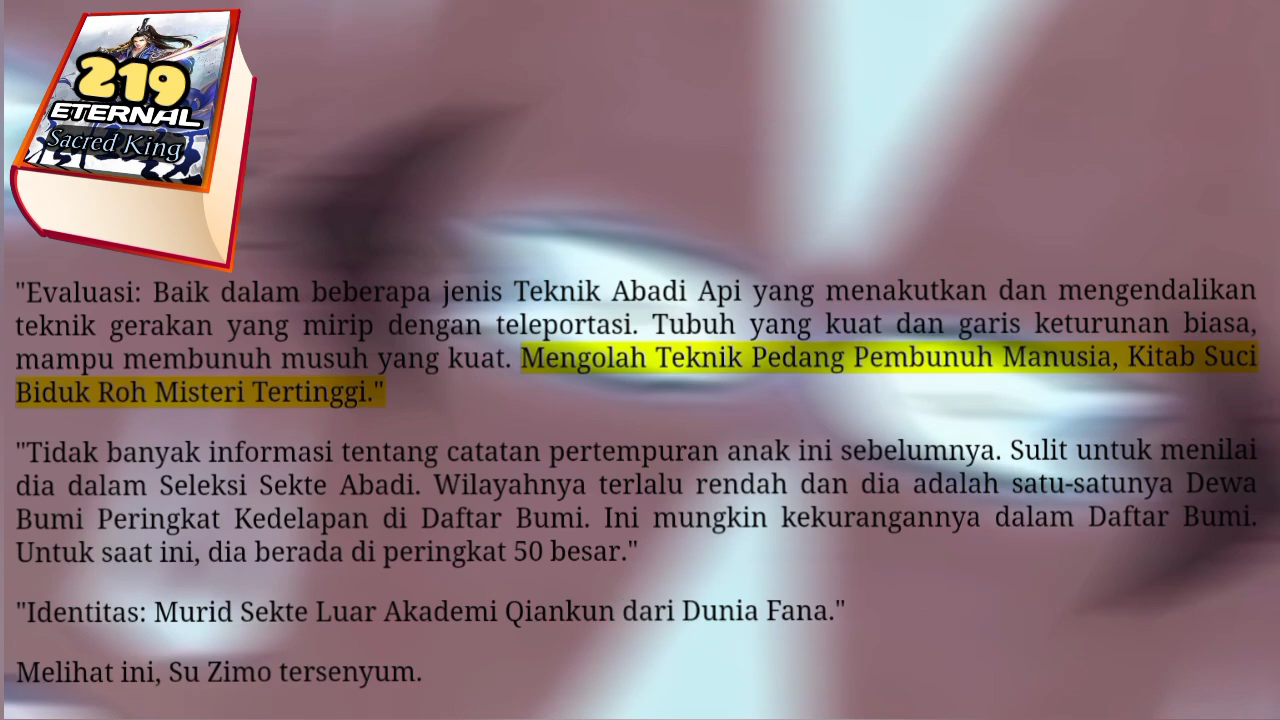 219
ETERNAL
Sacred King
"Evaluasi: Baik dalam beberapa jenis Teknik Abadi Api yang menakutkan dan mengendalikan
teknik gerakan yang mirip dengan teleportasi. Tubuh yang kuat dan garis keturunan biasa,
mampu membunuh musuh yang kuat. Mengolah Teknik Pedang Pembunuh Manusia, Kitab Suci
Biduk Roh Misteri Tertinggi."
"Tidak banyak informasi tentang catatan pertempuran anak ini sebelumnya. Sulit untuk menilai
dia dalam Seleksi Sekte Abadi. Wilayahnya terlalu rendah dan dia adalah satu-satunya Dewa
Bumi Peringkat Kedelapan di Daftar Bumi. Ini mungkin kekurangannya dalam Daftar Bumi.
Untuk saat ini, dia berada di peringkat 50 besar."
"Identitas: Murid Sekte Luar Akademi Qiankun dari Dunia Fana."
Melihat ini, Su Zimo tersenyum.